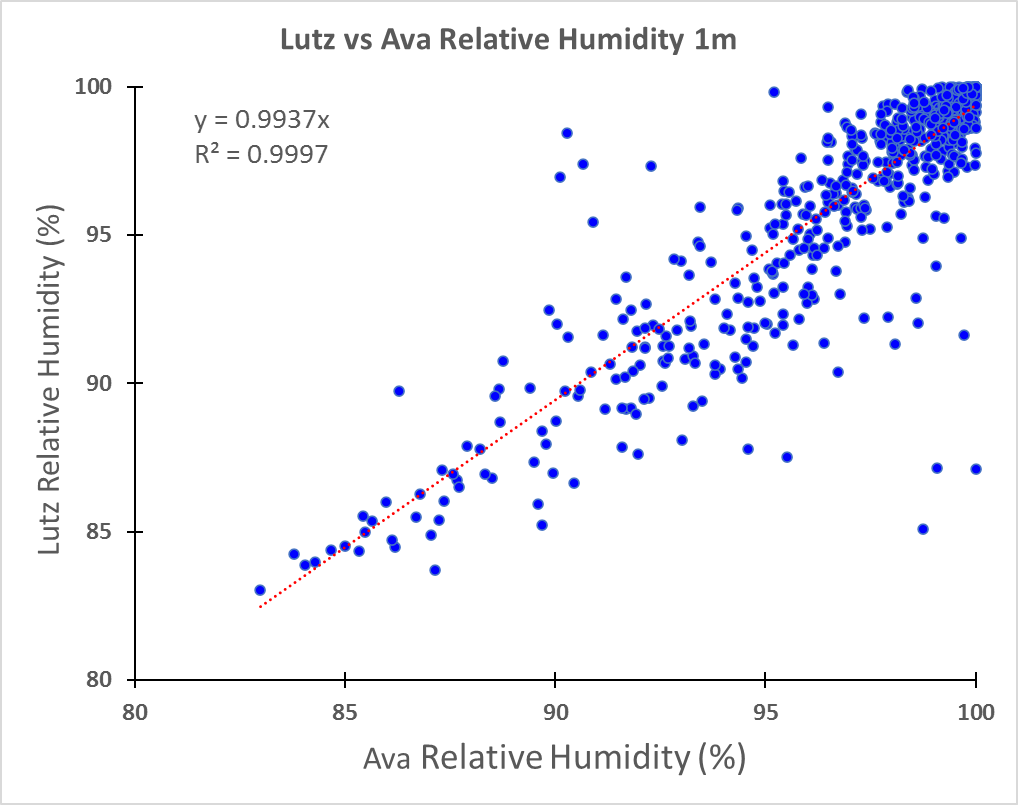 Lutz vs Ava Relative Humidity 1m
y = 0.9937x
R² = 0.9997
Lutz Relative Humidity (%)
100
95
90
85
80
80 85 90 95 100
Ava Relative Humidity (%)